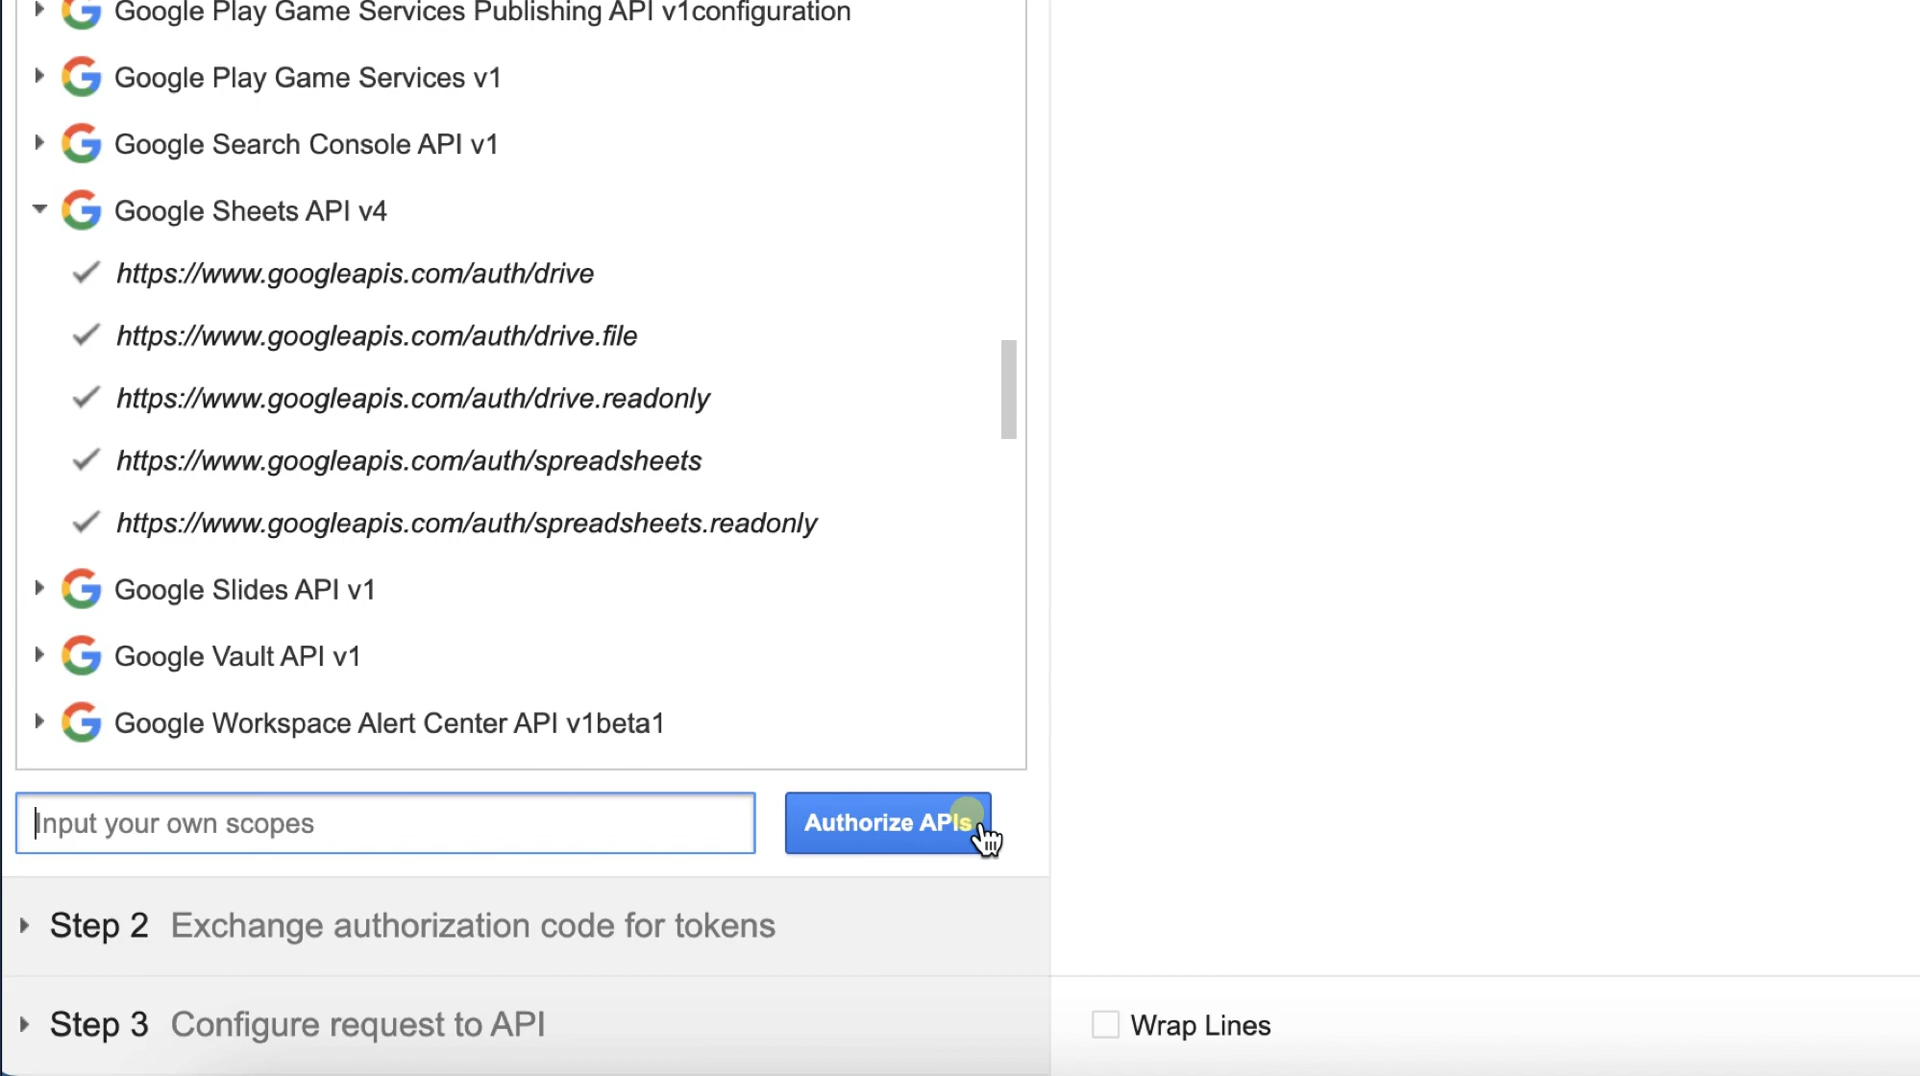 Google Play Game Services Publishing API v1configuration
Google Play Game Services v1
Google Search Console API v1
Google Sheets API v4
https://www.googleapis.com/auth/drive
https://www.googleapis.com/auth/drive.file
https://www.googleapis.com/auth/drive.readonly
https://www.googleapis.com/auth/spreadsheets
https://www.googleapis.com/auth/spreadsheets.readonly
Google Slides API v1
Google Vault API v1
Google Workspace Alert Center API v1beta1
Input your own scopes
Authorize APIs
Step 2 Exchange authorization code for tokens
Step 3 Configure request to API
Wrap Lines